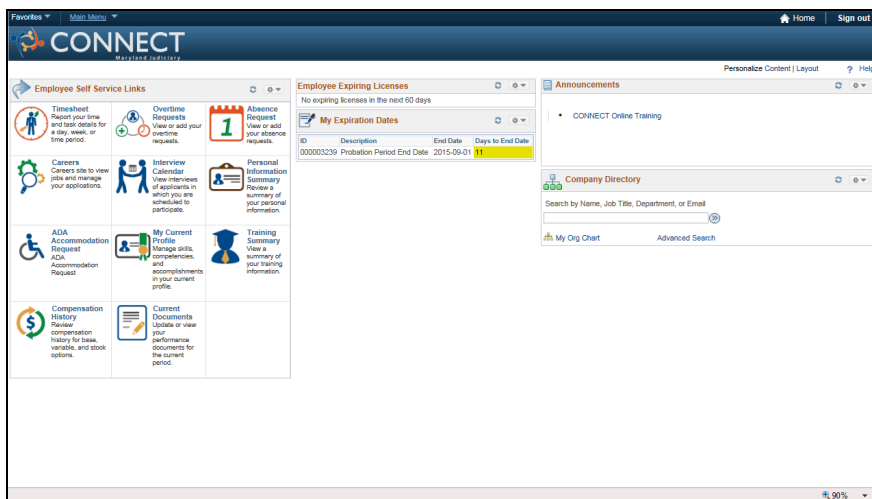 Favorites Main Menu
Home Sign out
CONNECT
Maryland Judiciary
Personalize Content | Layout ? Help
Employee Self Service Links
Timesheet
Report your time
and task details for
a day, week, or
time period.
Overtime
Requests
View or add your
overtime
requests.
1
Absence
Request
View or add
your absence
requests.
Careers
Careers site to view
jobs and manage
your applications.
Interview
Calendar
View interviews
of applicants in
which you are
scheduled to
participate.
Personal
Information
Summary
Review a
summary of
your personal
information.
ADA
Accommodation
Request
ADA
Accommodation
Request
My Current
Profile
Manage skills,
competencies,
and
accomplishments
in your current
profile.
Training
Summary
View a
summary of
your training
information.
$
Compensation
History
Review
compensation
history for base,
variable, and stock
options.
Current
Documents
Update or view
your
performance
documents for
the current
period.
Employee Expiring Licenses
No expiring licenses in the next 60 days
My Expiration Dates
ID Description End Date Days to End Date
000003239 Probation Period End Date 2015-09-01 11
Announcements
• CONNECT Online Training
Company Directory
Search by Name, Job Title, Department, or Email
My Org Chart Advanced Search
90%